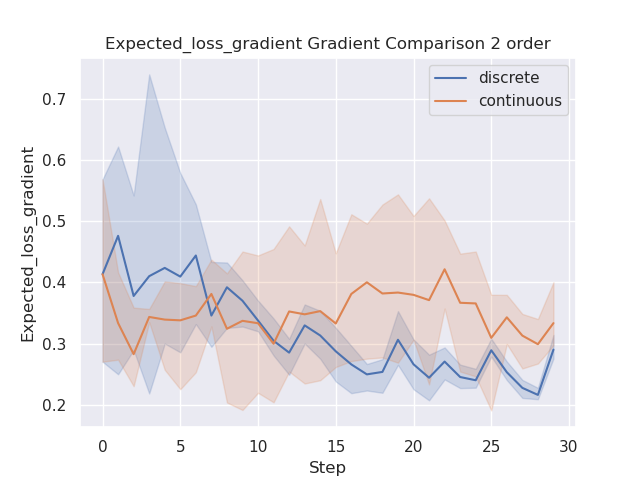 Expected_loss_gradient Gradient Comparison 2 order
discrete
continuous
Expected_loss_gradient
0.7
0.6
0.5
0.4
0.3
0.2
0 5 10 15 20 25 30
Step